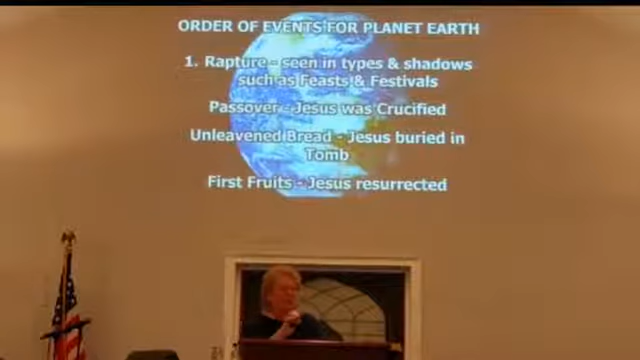 ORDER OF EVENTS FOR PLANET EARTH
1. Rapture - seen in types & shadows
such as Feasts & Festivals
Passover - Jesus was Crucified
Unleavened Bread - Jesus buried in
Tomb
First Fruits - Jesus resurrected